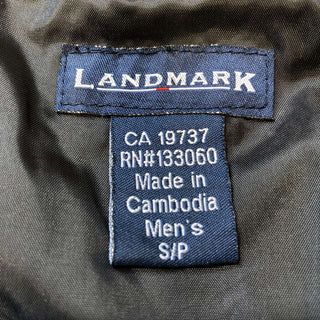 LANDMARK
CA 19737
RN#133060
Made in
Cambodia
Men's
S/P